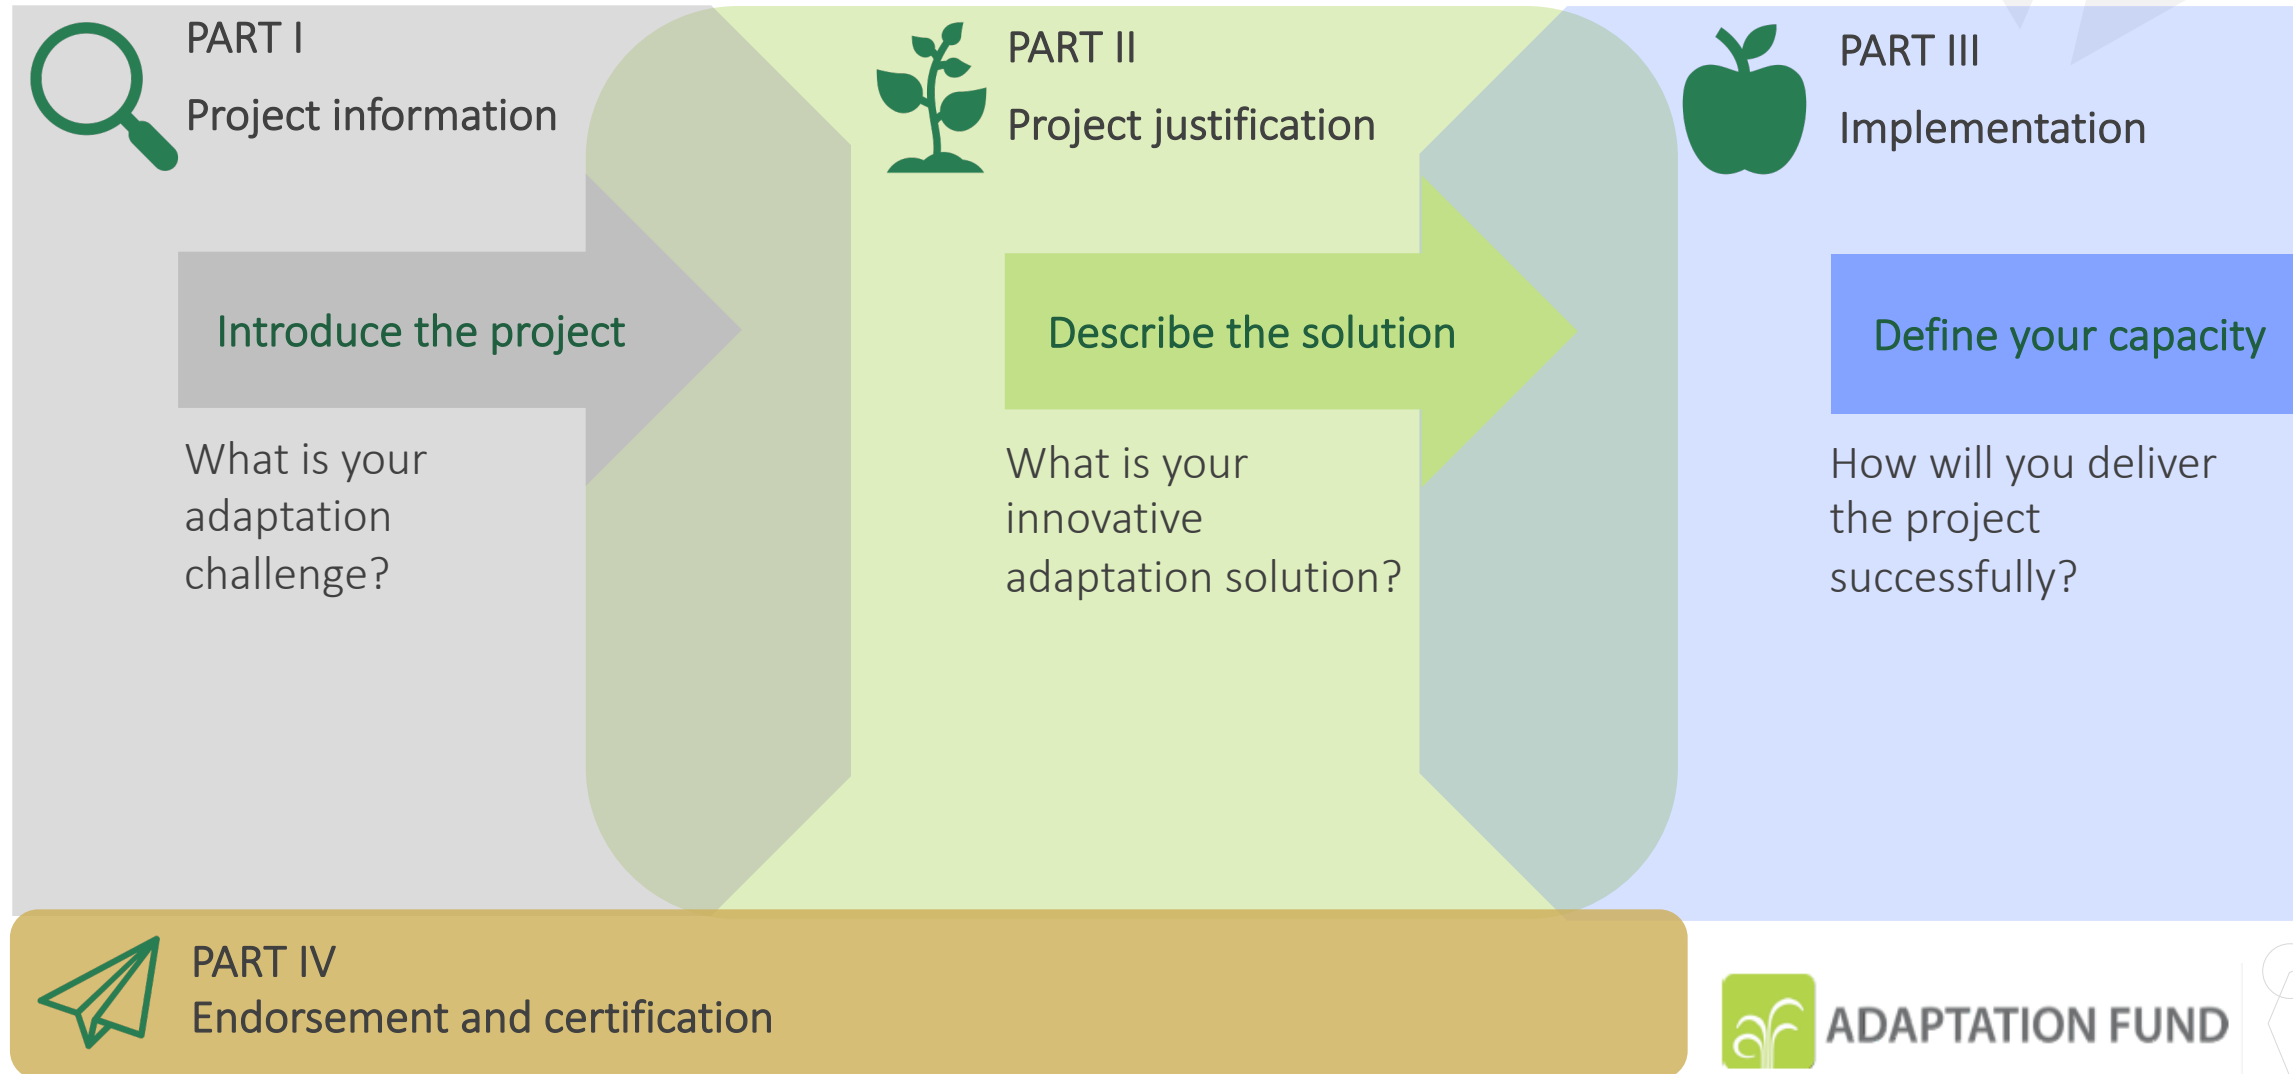 PART I
Project information
Introduce the project
What is your
adaptation
challenge?
PART II
Project justification
Describe the solution
What is your
innovative
adaptation solution?
PART III
Implementation
Define your capacity
How will you deliver
the project
successfully?
PART IV
Endorsement and certification
ADAPTATION FUND